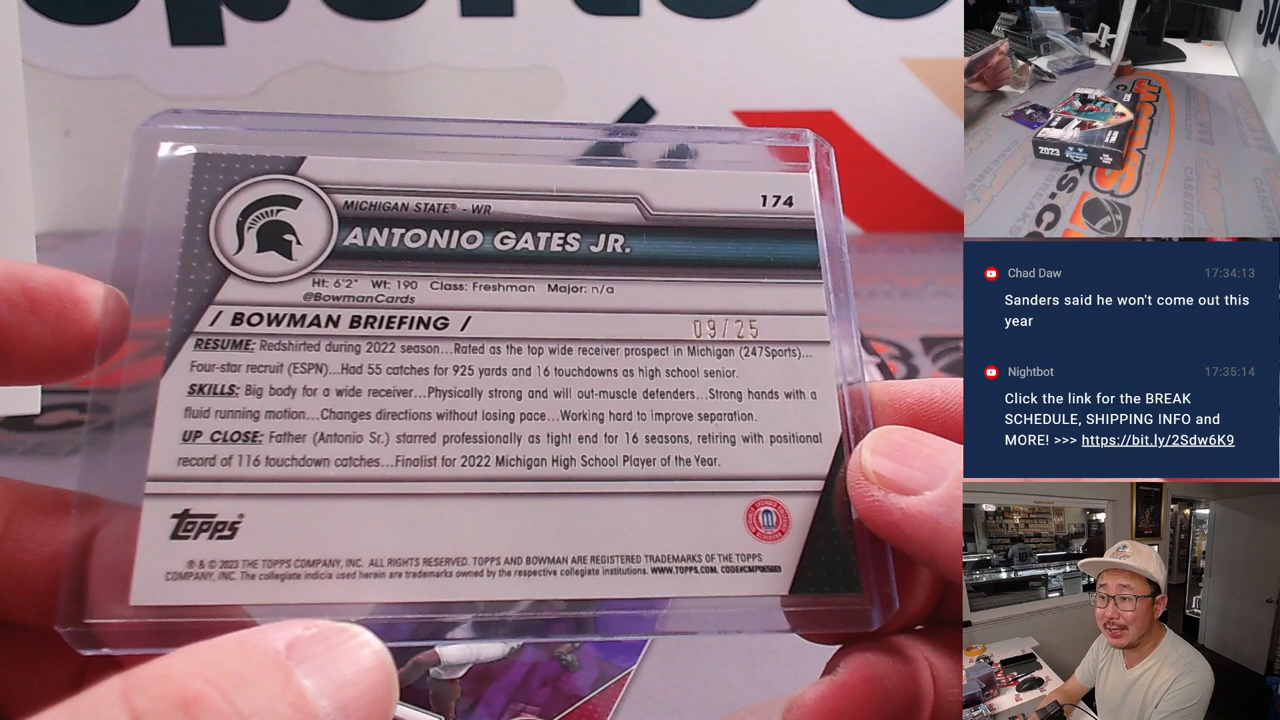 174
MICHIGAN STATE® - WR
ANTONIO GATES JR.
Ht: 6'2" Wt: 190 Class: Freshman Major: n/a
@BowmanCards
/ BOWMAN BRIEFING /
09/25
RESUME: Redshirted during 2022 season...Rated as the top wide receiver prospect in Michigan (247Sports)...
Four-star recruit (ESPN)...Had 55 catches for 925 yards and 16 touchdowns as high school senior.
SKILLS: Big body for a wide receiver...Physically strong and will out-muscle defenders...Strong hands with a
fluid running motion...Changes directions without losing pace...Working hard to improve separation.
UP CLOSE: Father (Antonio Sr.) starred professionally as tight end for 16 seasons, retiring with positional
record of 116 touchdown catches...Finalist for 2022 Michigan High School Player of the Year.
Topps®
® & © 2023 THE TOPPS COMPANY, INC. ALL RIGHTS RESERVED. TOPPS AND BOWMAN ARE REGISTERED TRADEMARKS OF THE TOPPS
COMPANY, INC. The collegiate indicia used herein are trademarks owned by the respective collegiate institutions. WWW.TOPPS.COM.
2023
Chad Daw 17:34:13
Sanders said he won't come out this
year
Nightbot 17:35:14
Click the link for the BREAK
SCHEDULE, SHIPPING INFO and
MORE! >>> https://bit.ly/2Sdw6K9